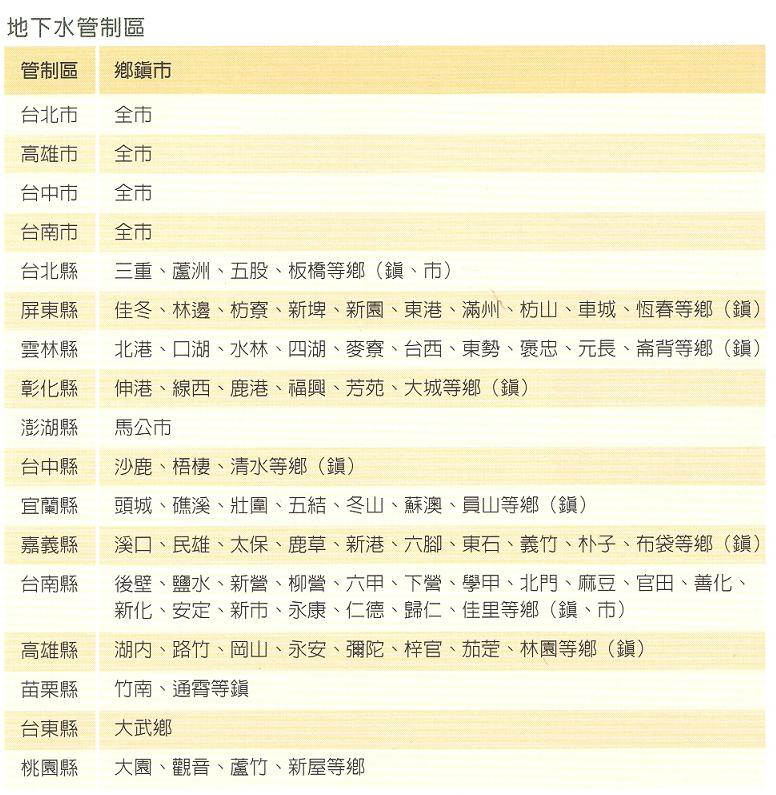 地下水管制區
管制區 鄉鎮市
台北市 全市
高雄市 全市
台中市 全市
台南市 全市
台北縣 三重、蘆洲、五股、板橋等鄉（鎮、市）
屏東縣 佳冬、林邊、枋寮、新埤、新園、東港、滿州、枋山、車城、恆春等鄉（鎮）
雲林縣 北港、口湖、水林、四湖、麥寮、台西、東勢、褒忠、元長、崙背等鄉（鎮）
彰化縣 伸港、線西、鹿港、福興、芳苑、大城等鄉（鎮）
澎湖縣 馬公市
台中縣 沙鹿、梧棲、清水等鄉（鎮）
宜蘭縣 頭城、礁溪、壯圍、五結、冬山、蘇澳、員山等鄉（鎮）
嘉義縣 溪口、民雄、太保、鹿草、新港、六腳、東石、義竹、朴子、布袋等鄉（鎮）
台南縣 後壁、鹽水、新營、柳營、六甲、下營、學甲、北門、麻豆、官田、善化、
新化、安定、新市、永康、仁德、歸仁、佳里等鄉（鎮、市）
高雄縣 湖內、路竹、岡山、永安、彌陀、梓官、茄萣、林園等鄉（鎮）
苗栗縣 竹南、通霄等鎮
台東縣 大武鄉
桃園縣 大園、觀音、蘆竹、新屋等鄉